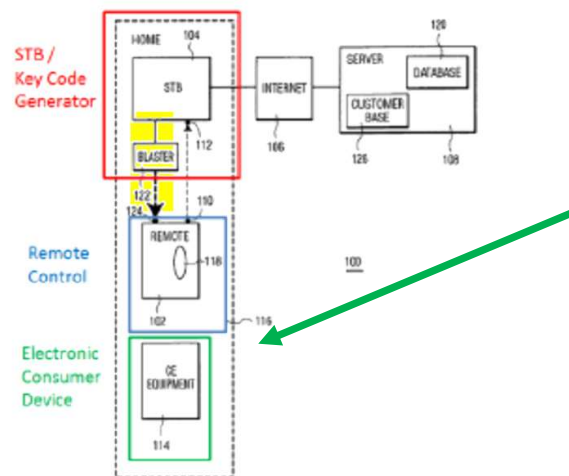 STB /
Key Code
Generator
HOME
104
STB
112
BLASTER
122
124
110
INTERNET
106
SERVER
120
DATABASE
CUSTOMER
BASE
126
108
Remote
Control
REMOTE
118
102
116
100
Electronic
Consumer
Device
CE
EQUIPMENT
114